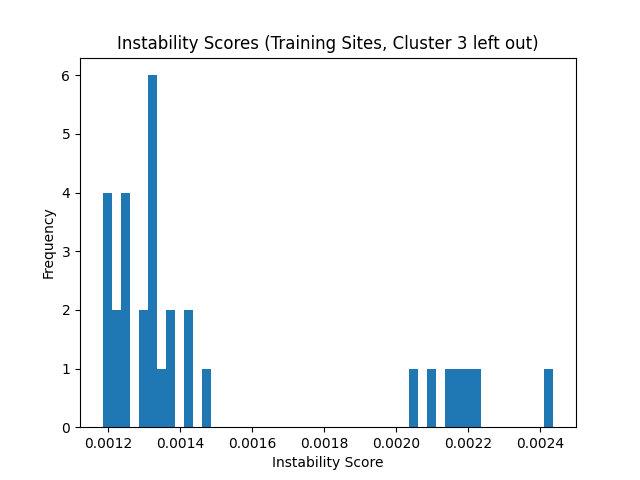 Instability Scores (Training Sites, Cluster 3 left out)
6
5
4
3
2
1
0
Frequency
0.0012 0.0014 0.0016 0.0018 0.0020 0.0022 0.0024
Instability Score